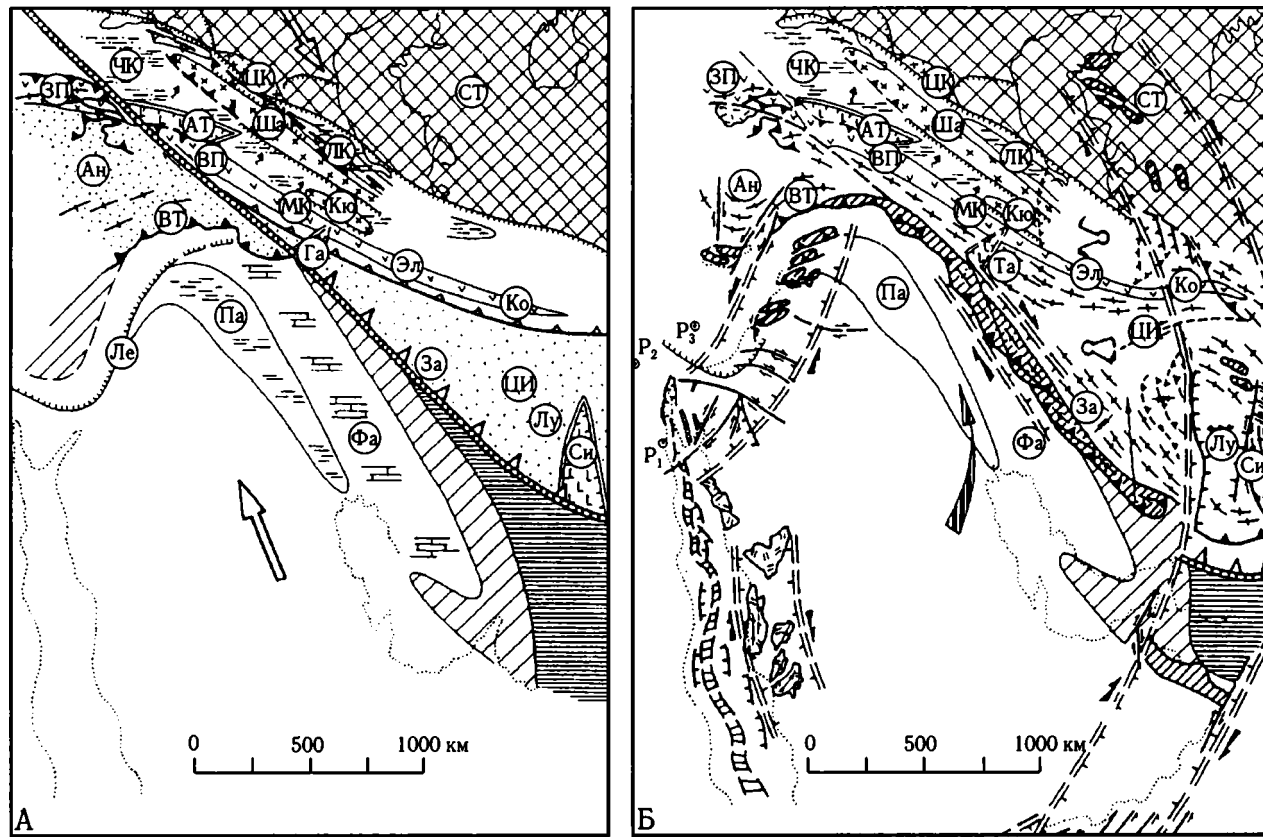 ЧК
ЦК
СТ
ЗП
АТ
Ша
ЛК
ВП
Ан
ВТ
МК
Кю
Га
Эл
Ко
Па
Ле
За
ЦИ
Лу
Фа
Си
0 500 1000 км
А
ЗП
ЧК
ЦК
СТ
АТ
Ша
ВП
ЛК
Ан
ВТ
МК
Кю
Та
Эл
Ко
Па
ЦИ
P₃
P₂
За
Фа
Лу
Си
P₁
0 500 1000 км
Б